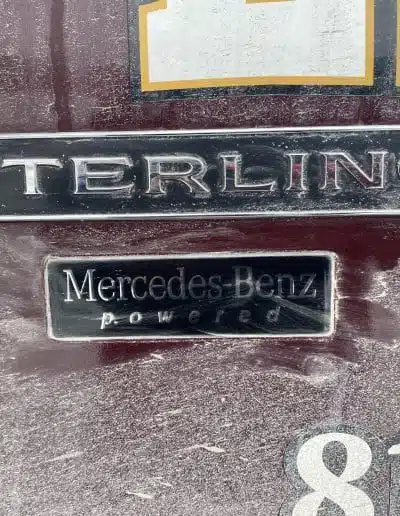 TERLIN
Mercedes-Benz
powered
8